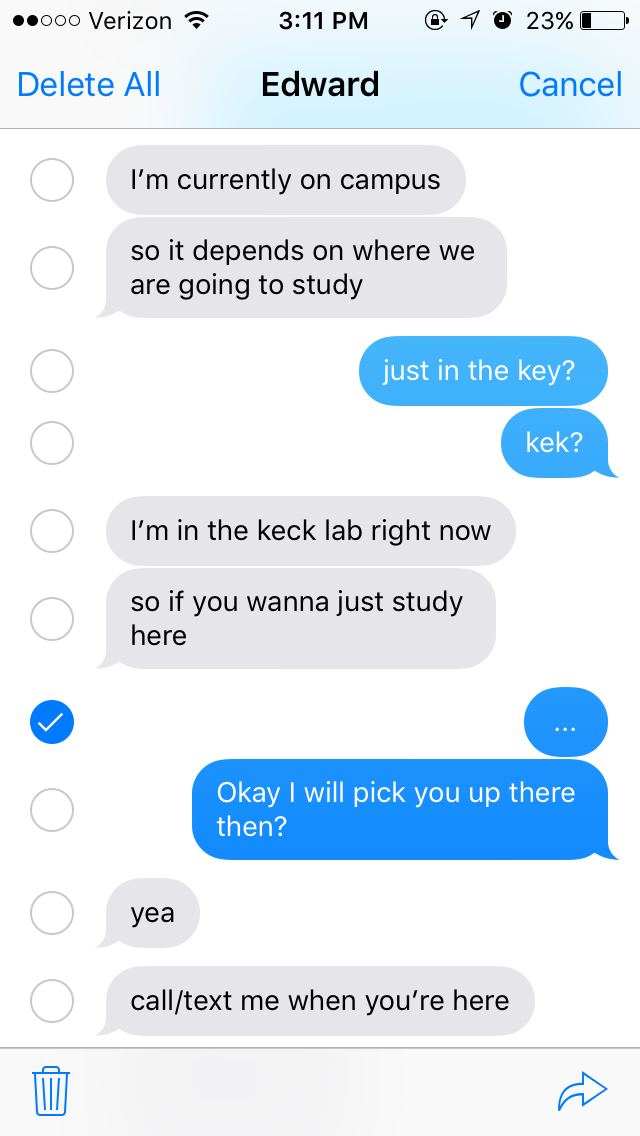 Verizon 3:11 PM 23%
Delete All Edward Cancel
I'm currently on campus
so it depends on where we
are going to study
just in the key?
kek?
I'm in the keck lab right now
so if you wanna just study
here
...
Okay I will pick you up there
then?
yea
call/text me when you're here